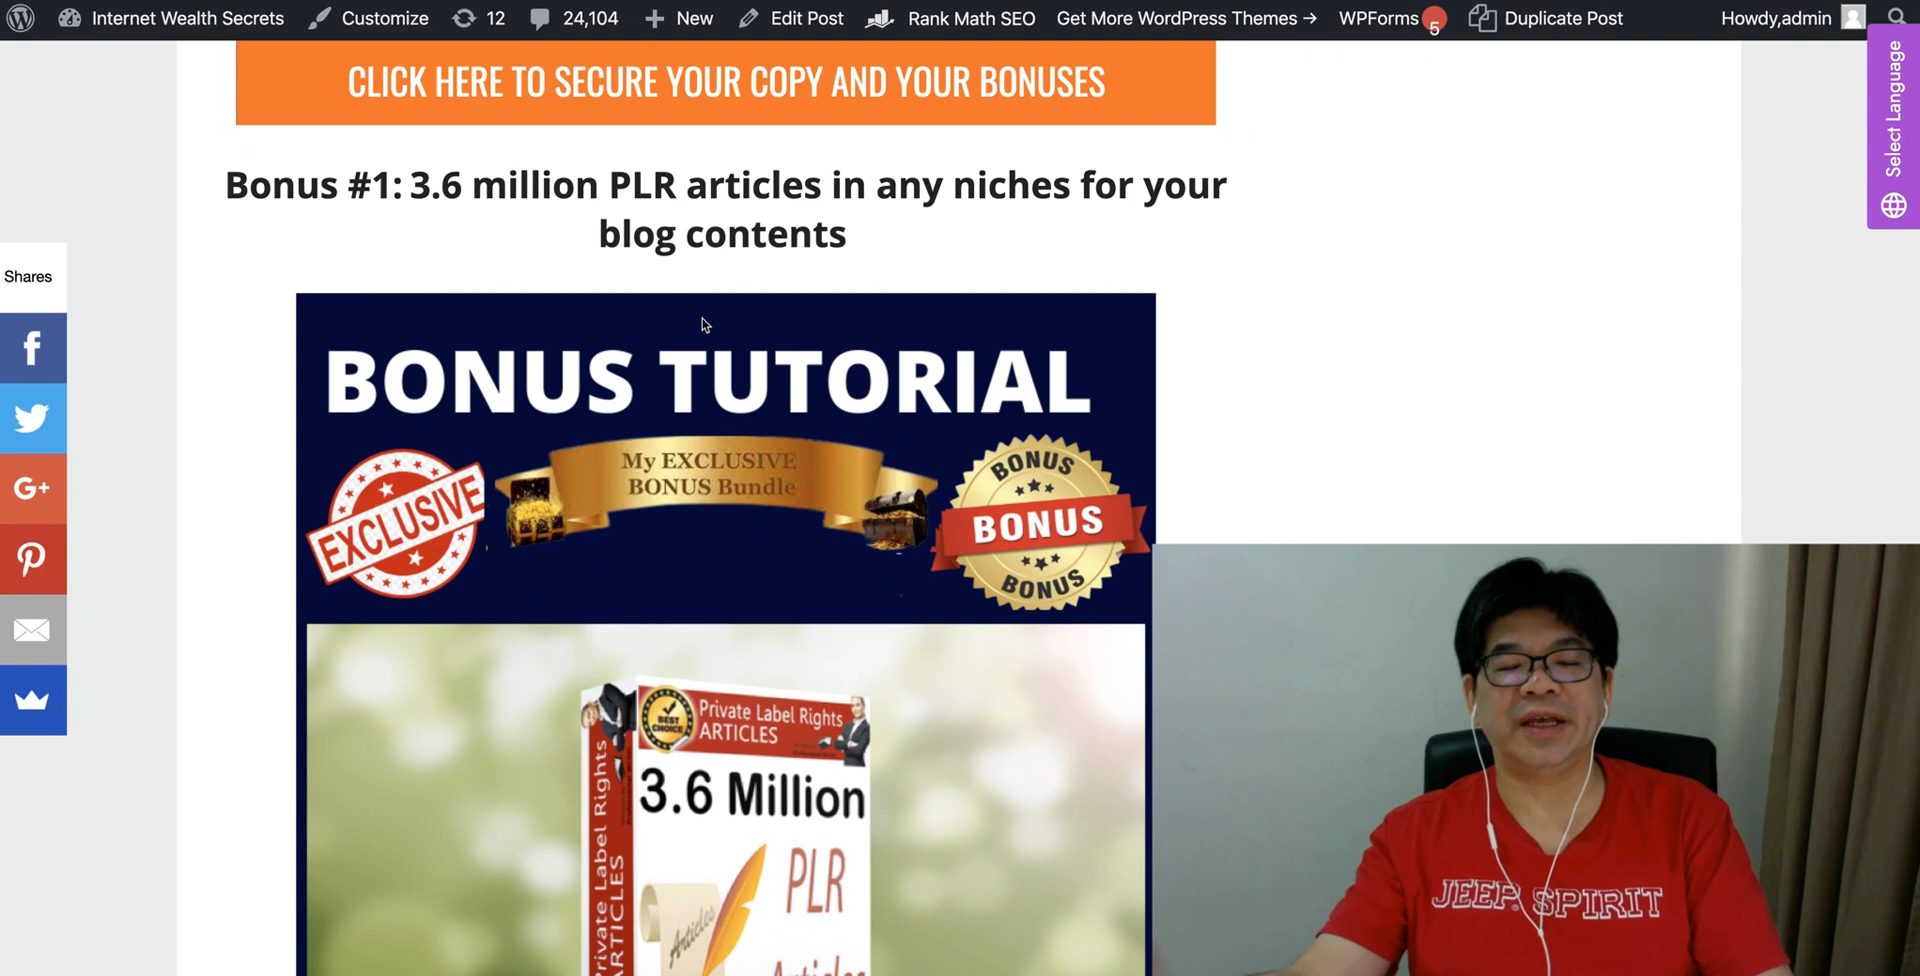 Internet Wealth Secrets Customize 12 24,104 New Edit Post Rank Math SEO Get More WordPress Themes → WPForms 5 Duplicate Post Howdy,admin
Select Language
CLICK HERE TO SECURE YOUR COPY AND YOUR BONUSES
Bonus #1: 3.6 million PLR articles in any niches for your
blog contents
Shares
f
G+
BONUS TUTORIAL
EXCLUSIVE
My EXCLUSIVE
BONUS Bundle
BONUS
BONUS
BONUS
BEST
CHOICE
Private Label Rights
ARTICLES
3.6 Million
PLR
Articles
Articles
Private Label Rights
ARTICLES
JEEP SPIRIT